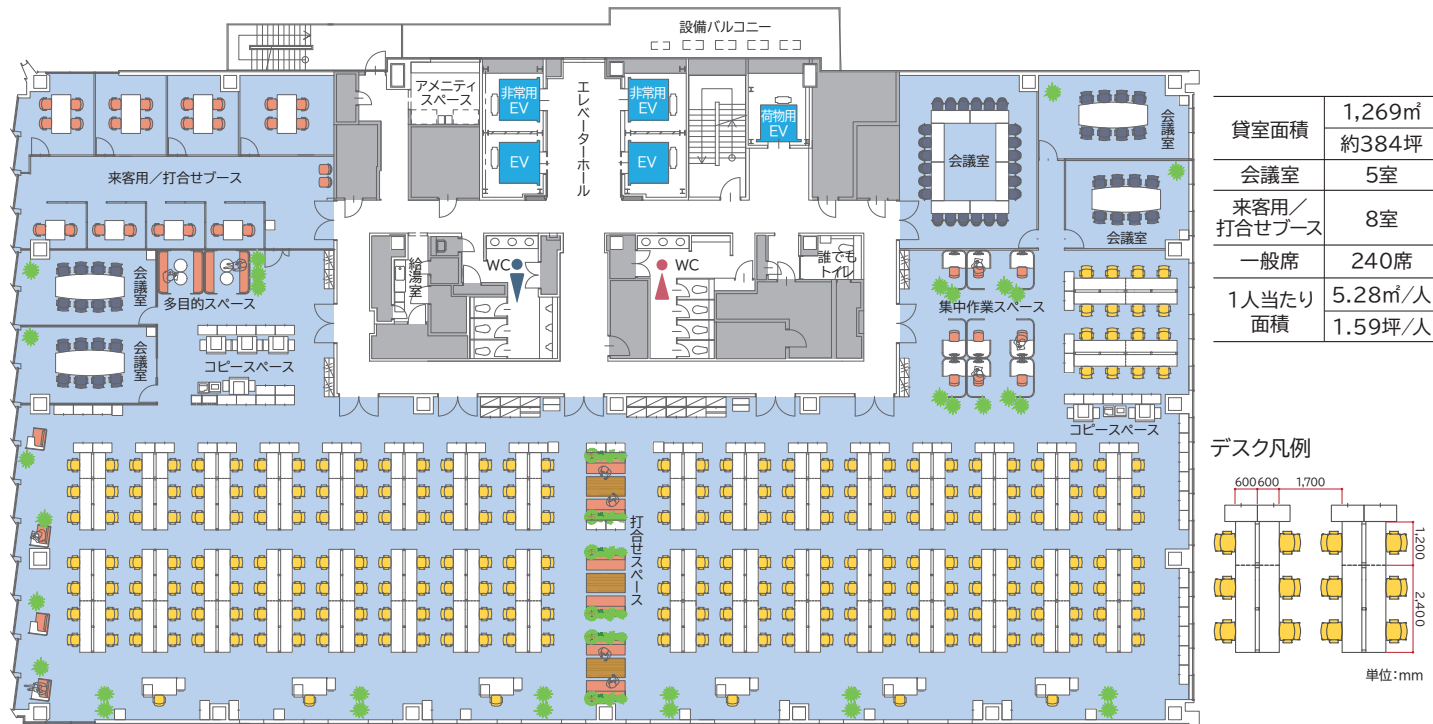 設備バルコニー
アメニティ
スペース
非常用
EV
EV
エレベーターホール
非常用
EV
EV
荷物用
EV
会議室
会議室
会議室
来客用／打合せブース
会議室
多目的スペース
会議室
コピースペース
給湯室
WC
WC
誰でも
トイレ
集中作業スペース
コピースペース
打合せスペース
貸室面積
1,269㎡
約384坪
会議室
5室
来客用／
打合せブース
8室
一般席
240席
1人当たり
面積
5.28㎡/人
1.59坪/人
デスク凡例
600 600 1,700
1,200
2,400
単位:mm